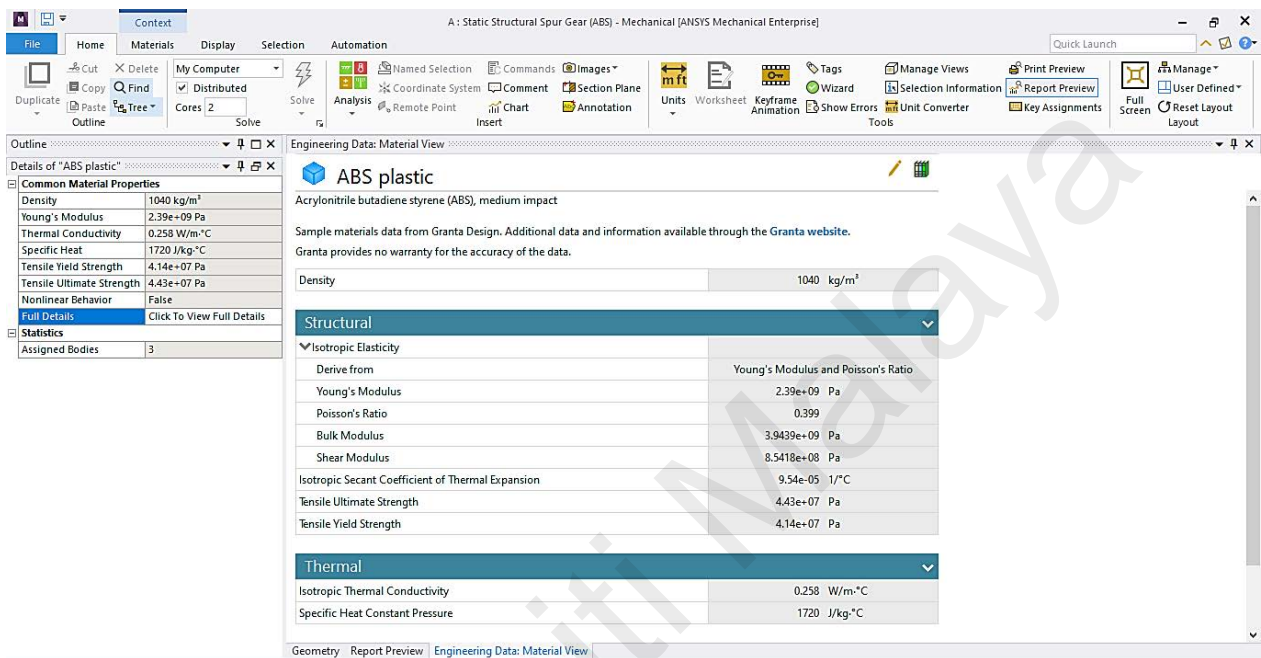 Context
A : Static Structural Spur Gear (ABS) - Mechanical [ANSYS Mechanical Enterprise]
File Home Materials Display Selection Automation
Quick Launch
Duplicate
Cut
Copy
Paste
Delete
Find
Tree
Outline
My Computer
Distributed
Cores 2
Solve
Solve
Analysis
Named Selection
Coordinate System
Remote Point
Commands
Comment
Chart
Images
Section Plane
Annotation
Insert
m ft
Units
Worksheet
Keyframe
Animation
Tags
Wizard
Show Errors
Manage Views
Selection Information
Unit Converter
Print Preview
Report Preview
Key Assignments
Tools
Full
Screen
Manage
User Defined
Reset Layout
Layout
Outline
Engineering Data: Material View
Details of "ABS plastic"
Common Material Properties
Density 1040 kg/m³
Young's Modulus 2.39e+09 Pa
Thermal Conductivity 0.258 W/m·°C
Specific Heat 1720 J/kg·°C
Tensile Yield Strength 4.14e+07 Pa
Tensile Ultimate Strength 4.43e+07 Pa
Nonlinear Behavior False
Full Details Click To View Full Details
Statistics
Assigned Bodies 3
ABS plastic
Acrylonitrile butadiene styrene (ABS), medium impact
Sample materials data from Granta Design. Additional data and information available through the Granta website.
Granta provides no warranty for the accuracy of the data.
Density 1040 kg/m³
Structural
Isotropic Elasticity
Derive from Young's Modulus and Poisson's Ratio
Young's Modulus 2.39e+09 Pa
Poisson's Ratio 0.399
Bulk Modulus 3.9439e+09 Pa
Shear Modulus 8.5418e+08 Pa
Isotropic Secant Coefficient of Thermal Expansion 9.54e-05 1/°C
Tensile Ultimate Strength 4.43e+07 Pa
Tensile Yield Strength 4.14e+07 Pa
Thermal
Isotropic Thermal Conductivity 0.258 W/m·°C
Specific Heat Constant Pressure 1720 J/kg·°C
Geometry Report Preview Engineering Data: Material View
iti Malaya